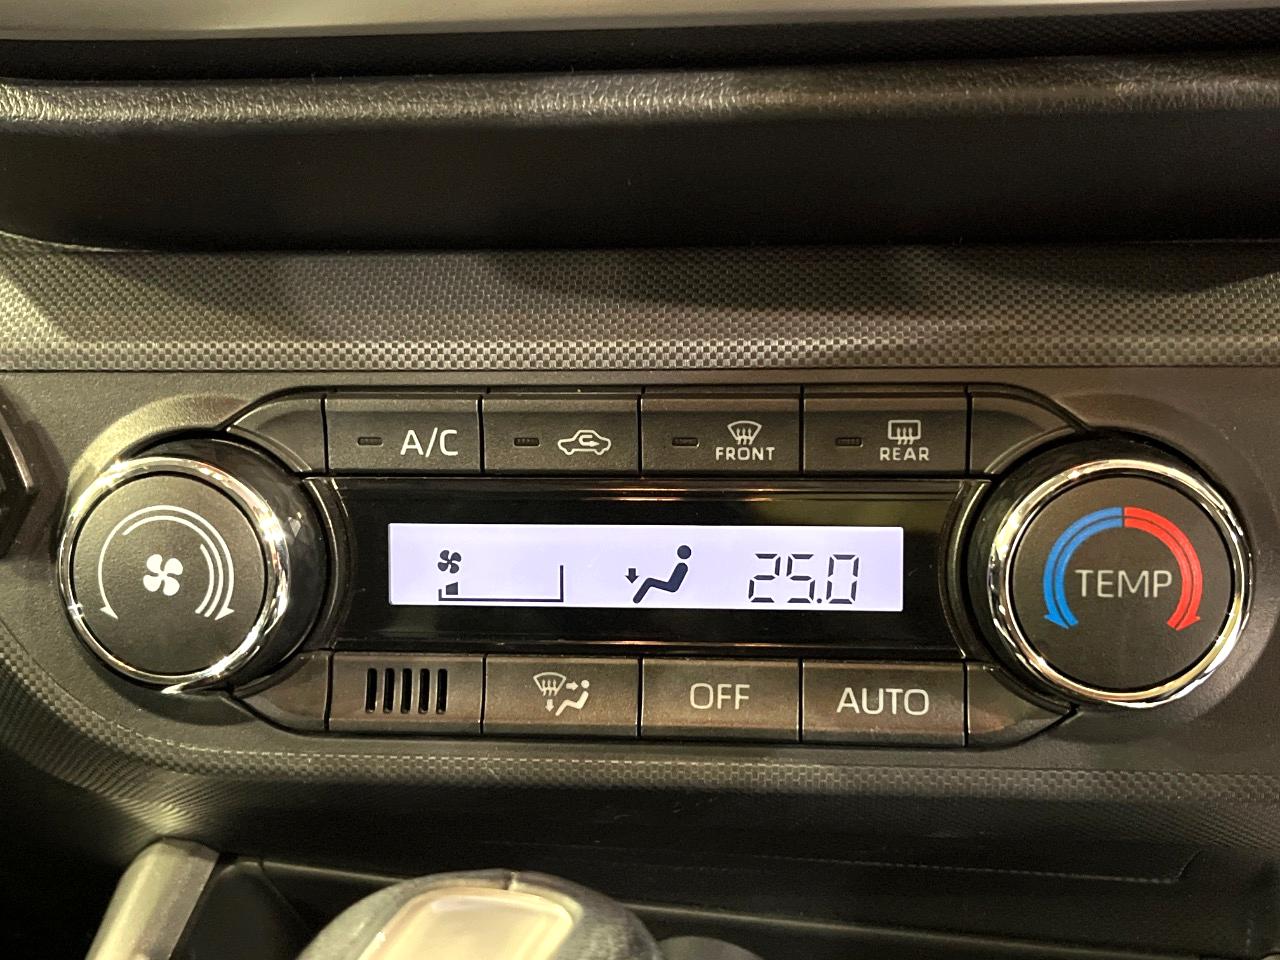 A/C
FRONT
REAR
25.0
TEMP
OFF
AUTO